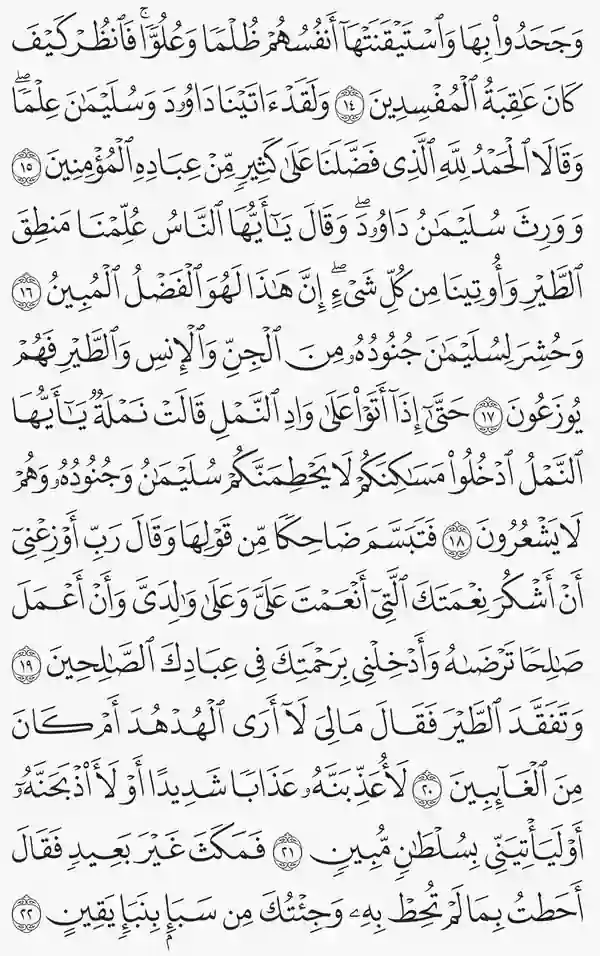 وَجَحَدُوا۟ بِهَا وَٱسْتَيْقَنَتْهَآ أَنفُسُهُمْ ظُلْمًا وَعُلُوًّا ۚ فَٱنظُرْ كَيْفَ
كَانَ عَٰقِبَةُ ٱلْمُفْسِدِينَ ١٤ وَلَقَدْ ءَاتَيْنَا دَاوُۥدَ وَسُلَيْمَٰنَ عِلْمًا ۖ
وَقَالَا ٱلْحَمْدُ لِلَّهِ ٱلَّذِى فَضَّلَنَا عَلَىٰ كَثِيرٍ مِّنْ عِبَادِهِ ٱلْمُؤْمِنِينَ ١٥
وَوَرِثَ سُلَيْمَٰنُ دَاوُۥدَ ۖ وَقَالَ يَٰٓأَيُّهَا ٱلنَّاسُ عُلِّمْنَا مَنطِقَ
ٱلطَّيْرِ وَأُوتِينَا مِن كُلِّ شَىْءٍ ۖ إِنَّ هَٰذَا لَهُوَ ٱلْفَضْلُ ٱلْمُبِينُ ١٦
وَحُشِرَ لِسُلَيْمَٰنَ جُنُودُهُۥ مِنَ ٱلْجِنِّ وَٱلْإِنسِ وَٱلطَّيْرِ فَهُمْ
يُوزَعُونَ ١٧ حَتَّىٰٓ إِذَآ أَتَوْا۟ عَلَىٰ وَادِ ٱلنَّمْلِ قَالَتْ نَمْلَةٌ يَٰٓأَيُّهَا
ٱلنَّمْلُ ٱدْخُلُوا۟ مَسَٰكِنَكُمْ لَا يَحْطِمَنَّكُمْ سُلَيْمَٰنُ وَجُنُودُهُۥ وَهُمْ
لَا يَشْعُرُونَ ١٨ فَتَبَسَّمَ ضَاحِكًا مِّن قَوْلِهَا وَقَالَ رَبِّ أَوْزِعْنِىٓ
أَنْ أَشْكُرَ نِعْمَتَكَ ٱلَّتِىٓ أَنْعَمْتَ عَلَىَّ وَعَلَىٰ وَٰلِدَىَّ وَأَنْ أَعْمَلَ
صَٰلِحًا تَرْضَىٰهُ وَأَدْخِلْنِى بِرَحْمَتِكَ فِى عِبَادِكَ ٱلصَّٰلِحِينَ ١٩
وَتَفَقَّدَ ٱلطَّيْرَ فَقَالَ مَالِىَ لَآ أَرَى ٱلْهُدْهُدَ أَمْ كَانَ
مِنَ ٱلْغَآئِبِينَ ٢٠ لَأُعَذِّبَنَّهُۥ عَذَابًا شَدِيدًا أَوْ لَأَا۟ذْبَحَنَّهُۥٓ
أَوْ لَيَأْتِيَنِّى بِسُلْطَٰنٍ مُّبِينٍ ٢١ فَمَكَثَ غَيْرَ بَعِيدٍ فَقَالَ
أَحَطتُ بِمَا لَمْ تُحِطْ بِهِۦ وَجِئْتُكَ مِن سَبَإٍۭ بِنَبَإٍ يَقِينٍ ٢٢